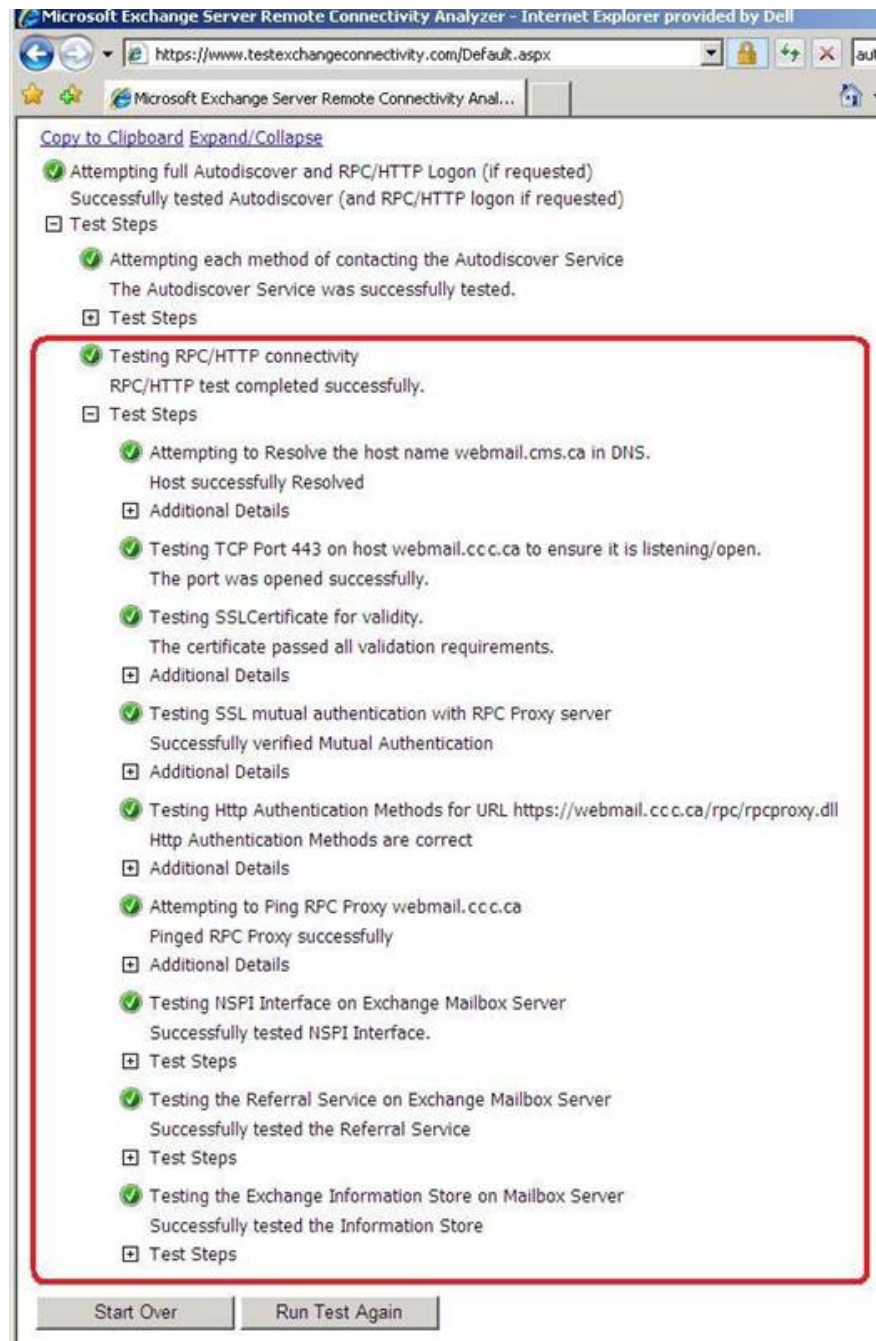 Microsoft Exchange Server Remote Connectivity Analyzer - Internet Explorer provided by Dell
https://www.testexchangeconnectivity.com/Default.aspx
aut
Microsoft Exchange Server Remote Connectivity Anal...
Copy to Clipboard Expand/Collapse
Attempting full Autodiscover and RPC/HTTP Logon (if requested)
Successfully tested Autodiscover (and RPC/HTTP logon if requested)
Test Steps
Attempting each method of contacting the Autodiscover Service
The Autodiscover Service was successfully tested.
Test Steps
Testing RPC/HTTP connectivity
RPC/HTTP test completed successfully.
Test Steps
Attempting to Resolve the host name webmail.cms.ca in DNS.
Host successfully Resolved
Additional Details
Testing TCP Port 443 on host webmail.ccc.ca to ensure it is listening/open.
The port was opened successfully.
Testing SSLCertificate for validity.
The certificate passed all validation requirements.
Additional Details
Testing SSL mutual authentication with RPC Proxy server
Successfully verified Mutual Authentication
Additional Details
Testing Http Authentication Methods for URL https://webmail.ccc.ca/rpc/rpcproxy.dll
Http Authentication Methods are correct
Additional Details
Attempting to Ping RPC Proxy webmail.ccc.ca
Pinged RPC Proxy successfully
Additional Details
Testing NSPI Interface on Exchange Mailbox Server
Successfully tested NSPI Interface.
Test Steps
Testing the Referral Service on Exchange Mailbox Server
Successfully tested the Referral Service
Test Steps
Testing the Exchange Information Store on Mailbox Server
Successfully tested the Information Store
Test Steps
Start Over
Run Test Again